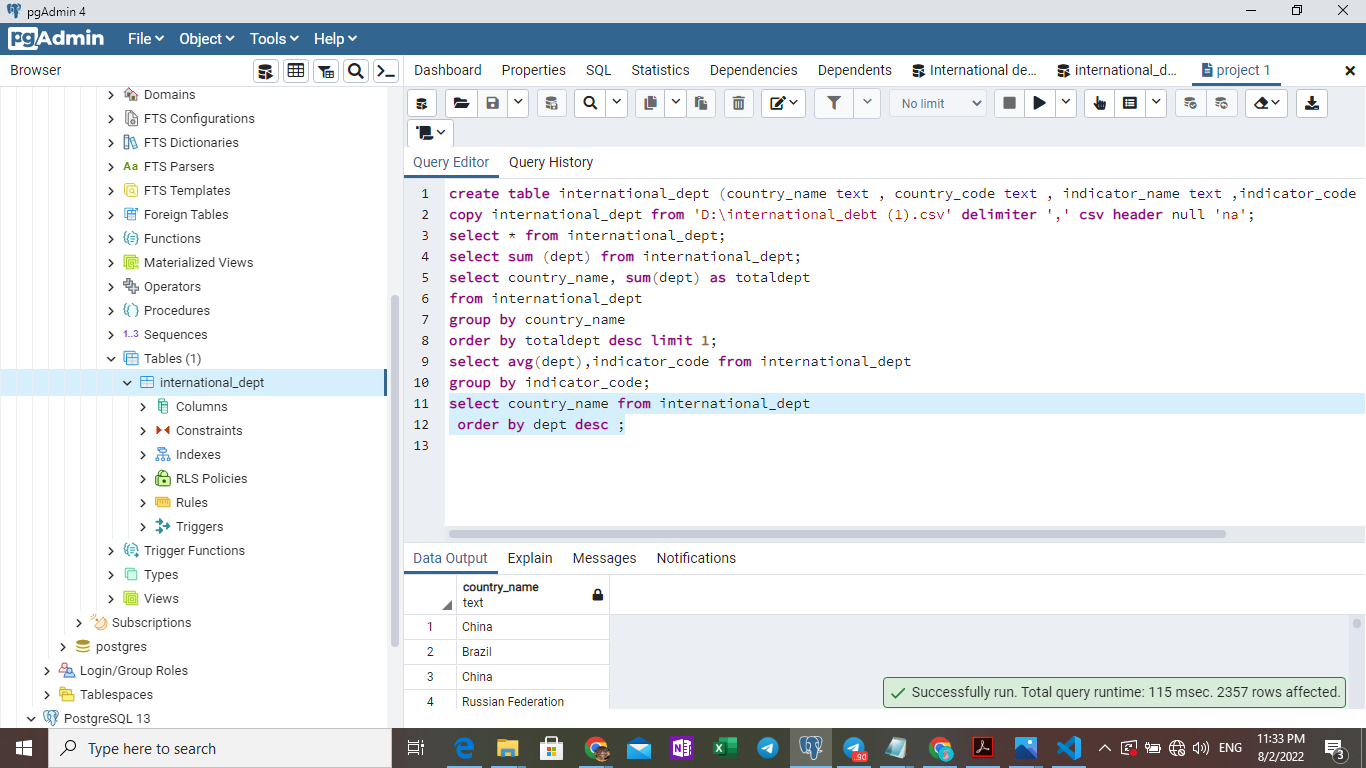 pgAdmin 4
pgAdmin
File Object Tools Help
Browser
Dashboard Properties SQL Statistics Dependencies Dependents International de... international_d... project 1
No limit
Domains
FTS Configurations
FTS Dictionaries
Aa FTS Parsers
FTS Templates
Foreign Tables
Functions
Materialized Views
Operators
Procedures
1..3 Sequences
Tables (1)
international_dept
Columns
Constraints
Indexes
RLS Policies
Rules
Triggers
Trigger Functions
Types
Views
Subscriptions
postgres
Login/Group Roles
Tablespaces
PostgreSQL 13
Query Editor Query History
1 create table international_dept (country_name text , country_code text , indicator_name text ,indicator_code
2 copy international_dept from 'D:\international_debt (1).csv' delimiter ',' csv header null 'na';
3 select * from international_dept;
4 select sum (dept) from international_dept;
5 select country_name, sum(dept) as totaldept
6 from international_dept
7 group by country_name
8 order by totaldept desc limit 1;
9 select avg(dept),indicator_code from international_dept
10 group by indicator_code;
11 select country_name from international_dept
12 order by dept desc ;
13
Data Output Explain Messages Notifications
country_name
text
1 China
2 Brazil
3 China
4 Russian Federation
Successfully run. Total query runtime: 115 msec. 2357 rows affected.
Type here to search
.90
ENG
11:33 PM
8/2/2022
3